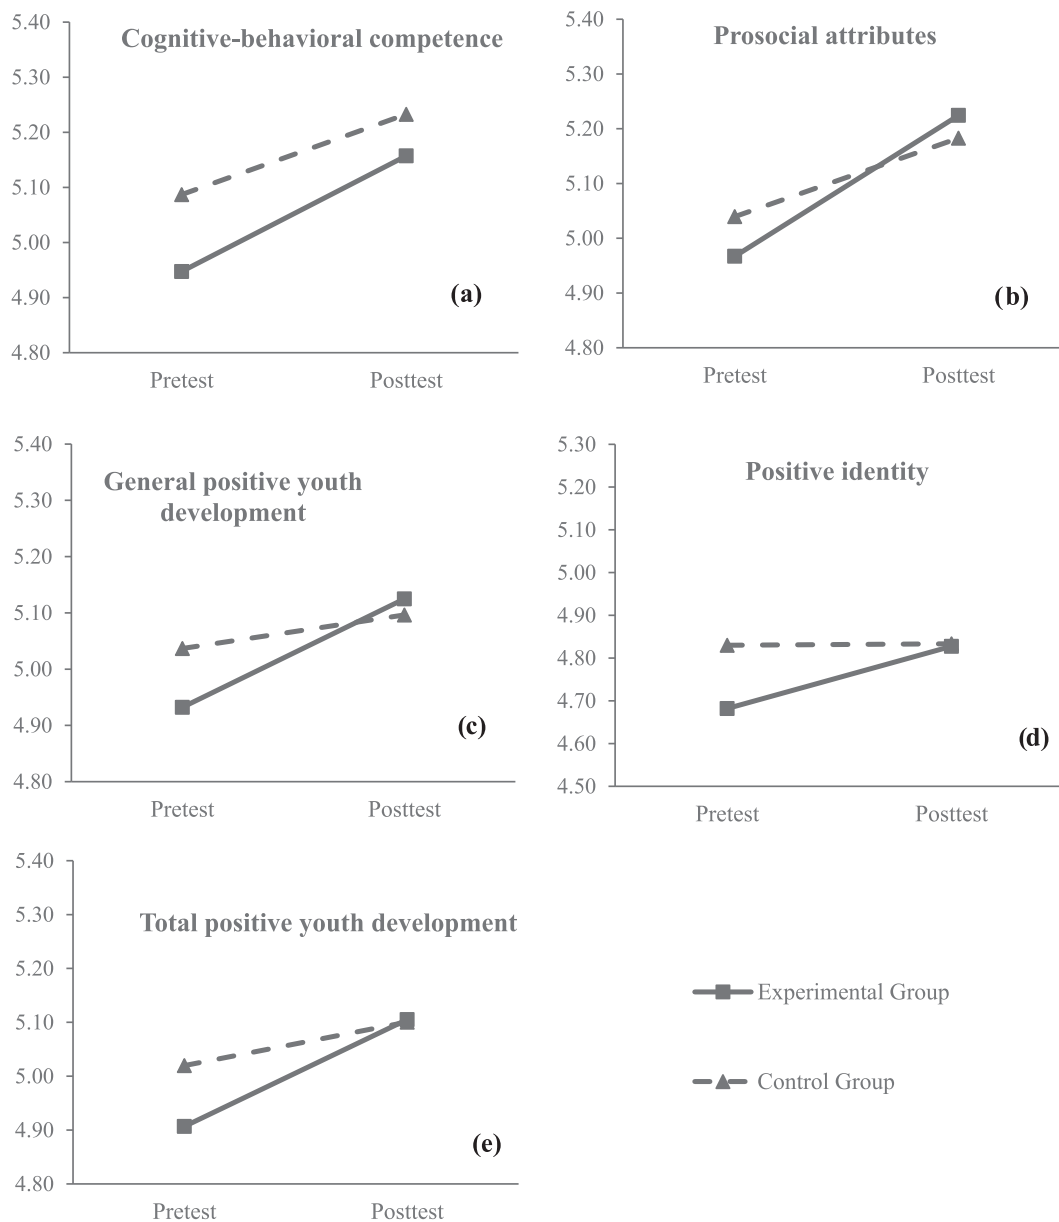 Cognitive-behavioral competence
5.40
5.30
5.20
5.10
5.00
4.90
4.80
(a)
Pretest Posttest
Prosocial attributes
5.40
5.30
5.20
5.10
5.00
4.90
4.80
(b)
Pretest Posttest
General positive youth
development
5.40
5.30
5.20
5.10
5.00
4.90
4.80
(c)
Pretest Posttest
Positive identity
5.30
5.20
5.10
5.00
4.90
4.80
4.70
4.60
4.50
(d)
Pretest Posttest
Total positive youth development
5.40
5.30
5.20
5.10
5.00
4.90
4.80
(e)
Pretest Posttest
Experimental Group
Control Group